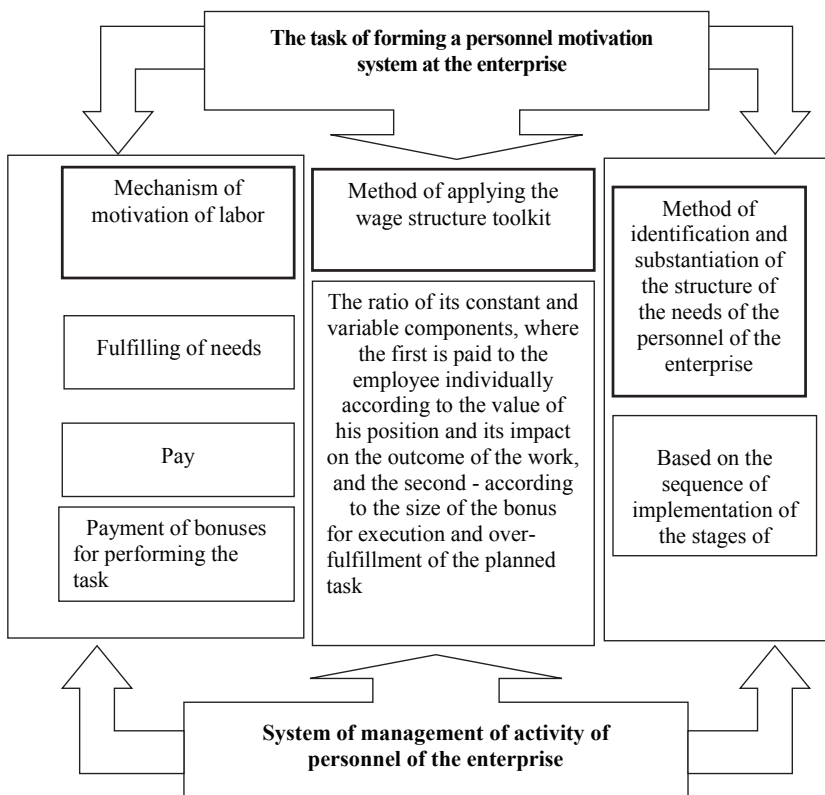 The task of forming a personnel motivation
system at the enterprise
Mechanism of
motivation of labor
Fulfilling of needs
Pay
Payment of bonuses
for performing the
task
Method of applying the
wage structure toolkit
The ratio of its constant and
variable components, where
the first is paid to the
employee individually
according to the value of
his position and its impact
on the outcome of the work,
and the second - according
to the size of the bonus
for execution and over-
fulfillment of the planned
task
Method of
identification and
substantiation of
the structure of
the needs of the
personnel of the
enterprise
Based on the
sequence of
implementation of
the stages of
System of management of activity of
personnel of the enterprise